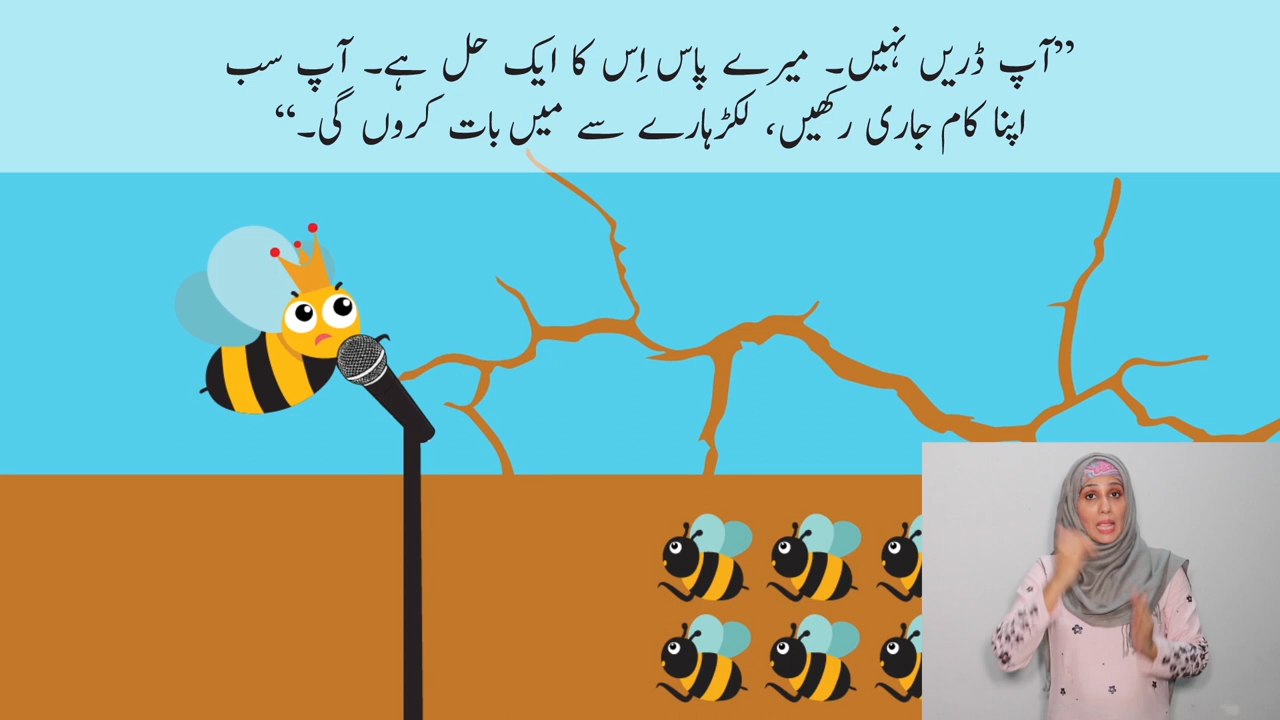 ”آپ ڈریں نہیں۔ میرے پاس اِس کا ایک حل ہے۔ آپ سب
اپنا کام جاری رکھیں، لکڑہارے سے میں بات کروں گی۔“